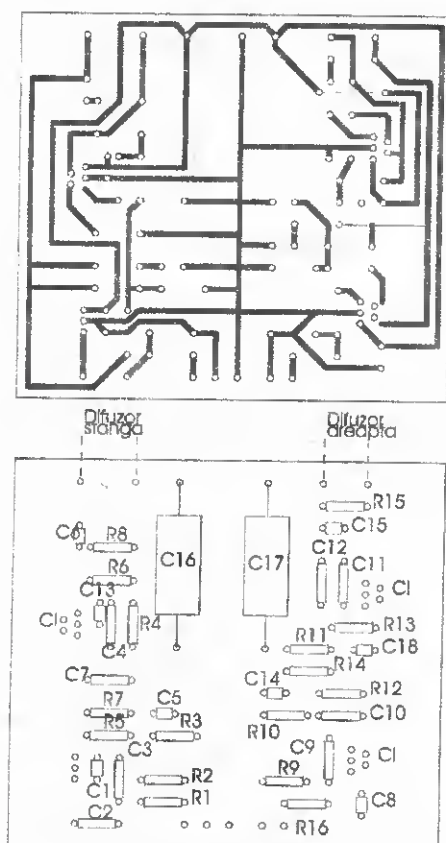 Difuzor Difuzor
stanga dreapta
R15
C6 R8 C16 C17 C15
C12 C11
R6 CI
C13
CI R4 R13
C4 R11 C18
R14
C7 C14 R12
R7 C5
R5 R3 R10 C10
C3 C9 CI
R2 R9
C1 R1 C8
C2 R16